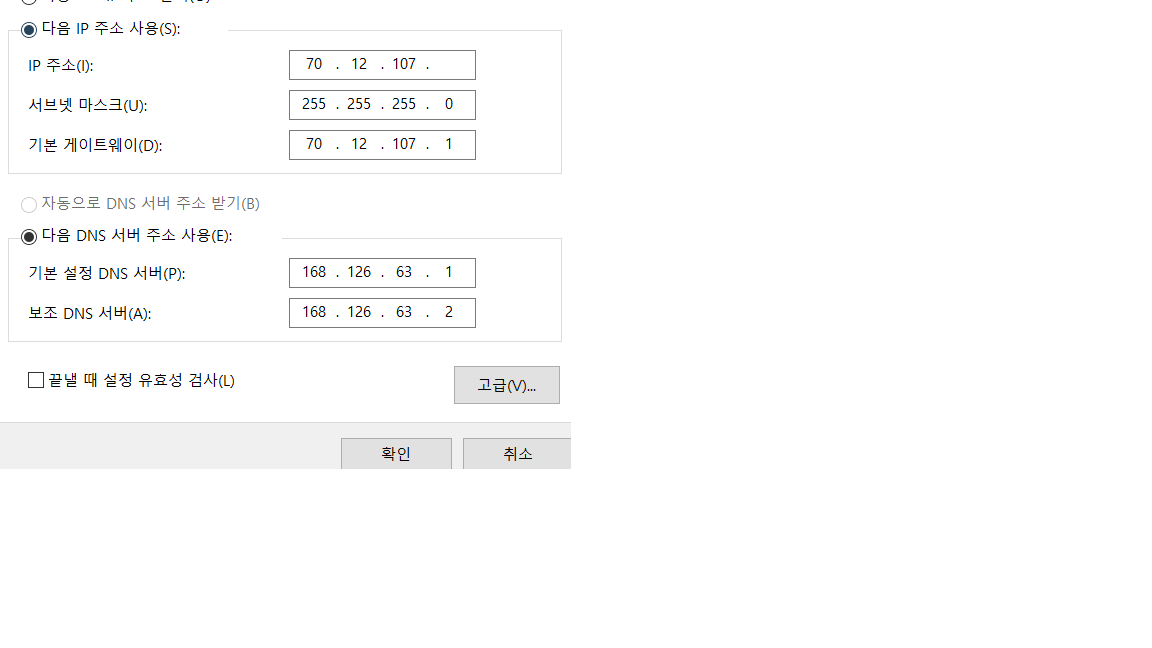 다음 IP 주소 사용(S):
IP 주소(I): 70 . 12 . 107 .
서브넷 마스크(U): 255 . 255 . 255 . 0
기본 게이트웨이(D): 70 . 12 . 107 . 1
자동으로 DNS 서버 주소 받기(B)
다음 DNS 서버 주소 사용(E):
기본 설정 DNS 서버(P): 168 . 126 . 63 . 1
보조 DNS 서버(A): 168 . 126 . 63 . 2
끝낼 때 설정 유효성 검사(L)
고급(V)...
확인 취소